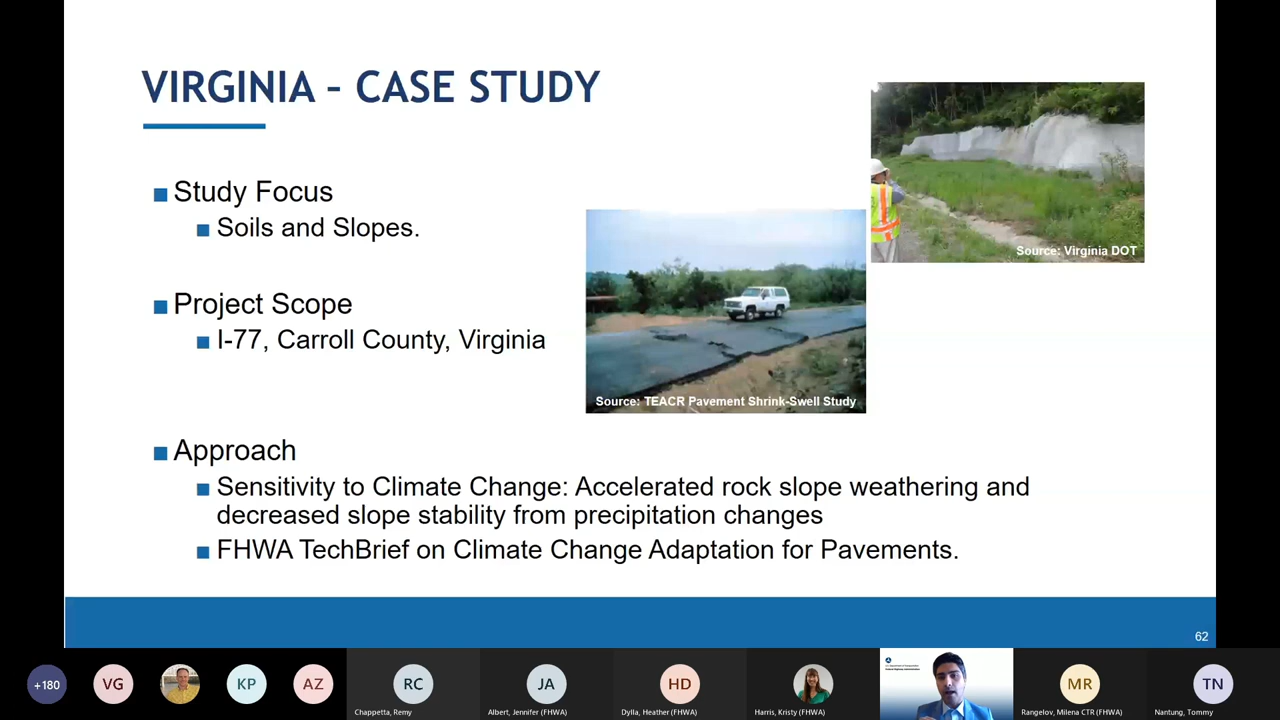 VIRGINIA – CASE STUDY
Study Focus
Soils and Slopes.
Project Scope
I-77, Carroll County, Virginia
Source: Virginia DOT
Source: TEACR Pavement Shrink-Swell Study
Approach
Sensitivity to Climate Change: Accelerated rock slope weathering and
decreased slope stability from precipitation changes
FHWA TechBrief on Climate Change Adaptation for Pavements.
62
+180
VG
KP
AZ
RC
JA
HD
MR
TN
Chappetta, Remy
Albert, Jennifer (FHWA)
Dylla, Heather (FHWA)
Harris, Kristy (FHWA)
Rangelov, Milena CTR (FHWA)
Nantung, Tommy